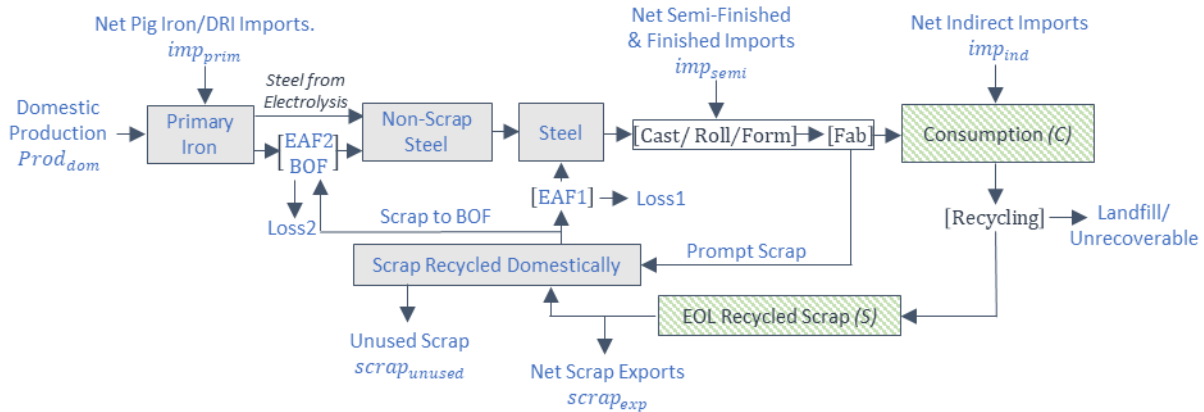 Net Pig Iron/DRI Imports.
imp_prim
Net Semi-Finished
& Finished Imports
imp_semi
Net Indirect Imports
imp_ind
Steel from
Electrolysis
Domestic
Production
Prod_dom
Primary
Iron
[EAF2
BOF]
Non-Scrap
Steel
Steel
[Cast/ Roll/Form]
[Fab]
Consumption (C)
Loss2
Scrap to BOF
[EAF1]
Loss1
[Recycling]
Landfill/
Unrecoverable
Prompt Scrap
Scrap Recycled Domestically
EOL Recycled Scrap (S)
Unused Scrap
scrap_unused
Net Scrap Exports
scrap_exp